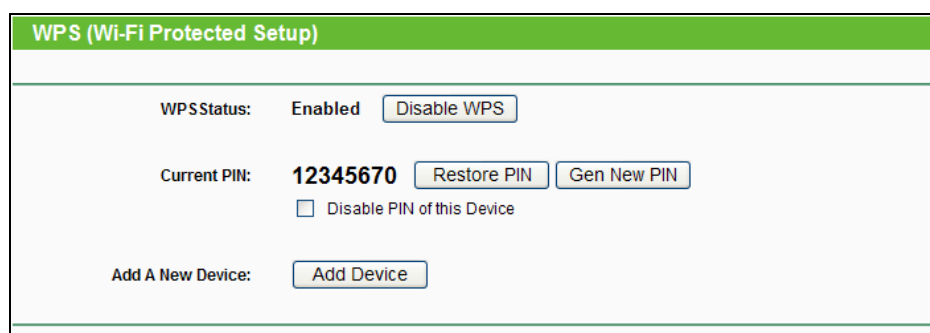 WPS (Wi-Fi Protected Setup)
WPS Status: Enabled Disable WPS
Current PIN: 12345670 Restore PIN Gen New PIN
Disable PIN of this Device
Add A New Device: Add Device